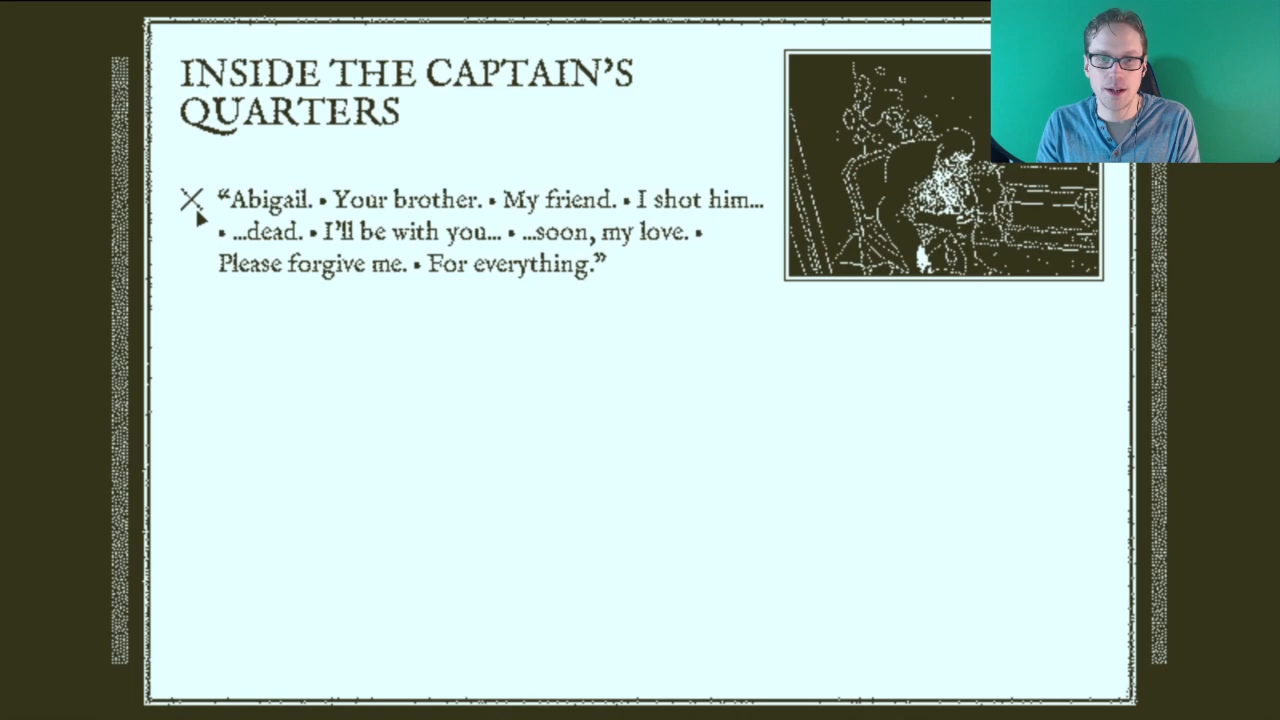 INSIDE THE CAPTAIN'S
QUARTERS
"Abigail. • Your brother. • My friend. • I shot him...
• ...dead. • I'll be with you... • ...soon, my love. •
Please forgive me. • For everything."